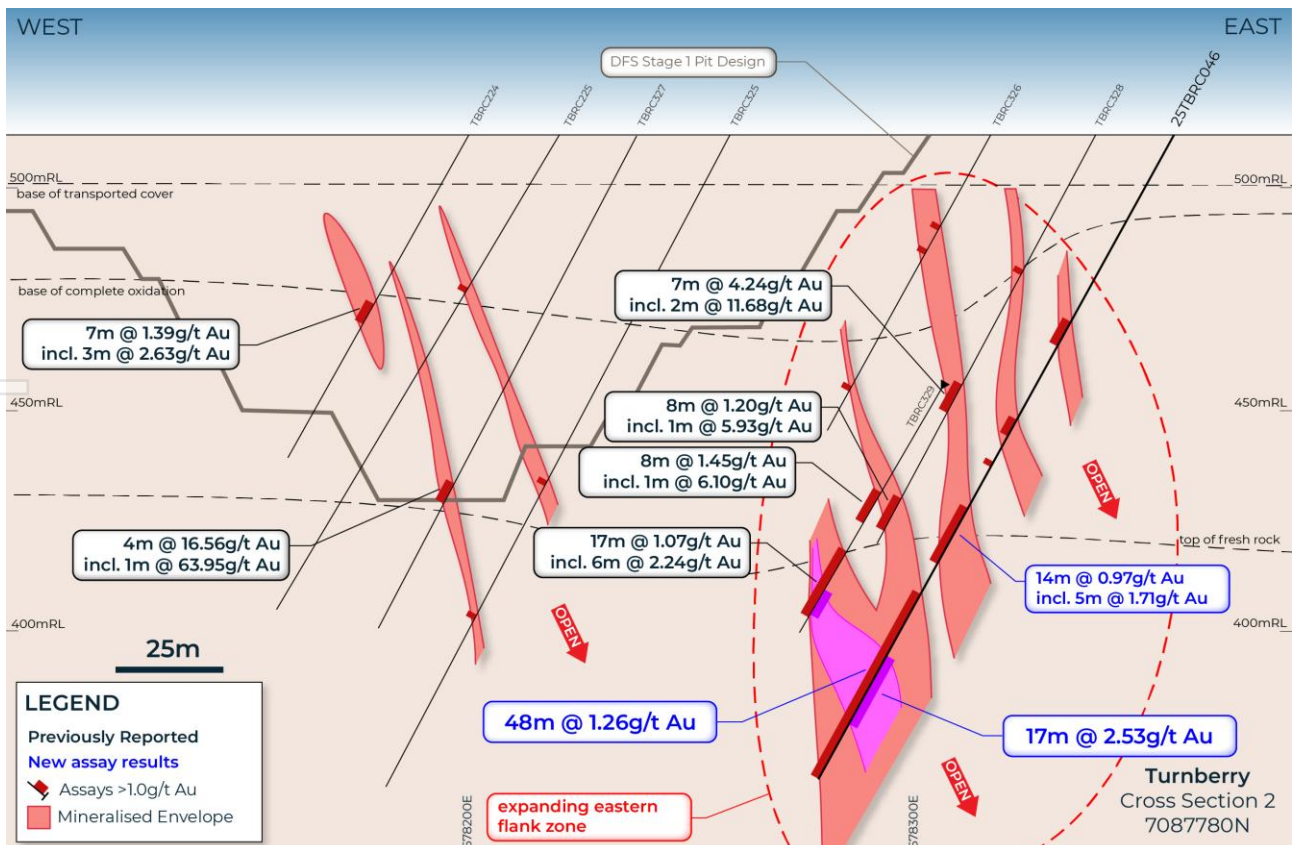 WEST
EAST
DFS Stage 1 Pit Design
TBRC224
TBRC225
TBRC327
TBRC325
TBRC326
TBRC328
25TBRC046
500mRL
base of transported cover
500mRL
base of complete oxidation
7m @ 4.24g/t Au
incl. 2m @ 11.68g/t Au
7m @ 1.39g/t Au
incl. 3m @ 2.63g/t Au
450mRL
450mRL
TBRC329
8m @ 1.20g/t Au
incl. 1m @ 5.93g/t Au
8m @ 1.45g/t Au
incl. 1m @ 6.10g/t Au
OPEN
4m @ 16.56g/t Au
incl. 1m @ 63.95g/t Au
17m @ 1.07g/t Au
incl. 6m @ 2.24g/t Au
top of fresh rock
14m @ 0.97g/t Au
incl. 5m @ 1.71g/t Au
400mRL
400mRL
OPEN
25m
LEGEND
Previously Reported
New assay results
Assays >1.0g/t Au
Mineralised Envelope
48m @ 1.26g/t Au
17m @ 2.53g/t Au
OPEN
expanding eastern
flank zone
Turnberry
Cross Section 2
7087780N